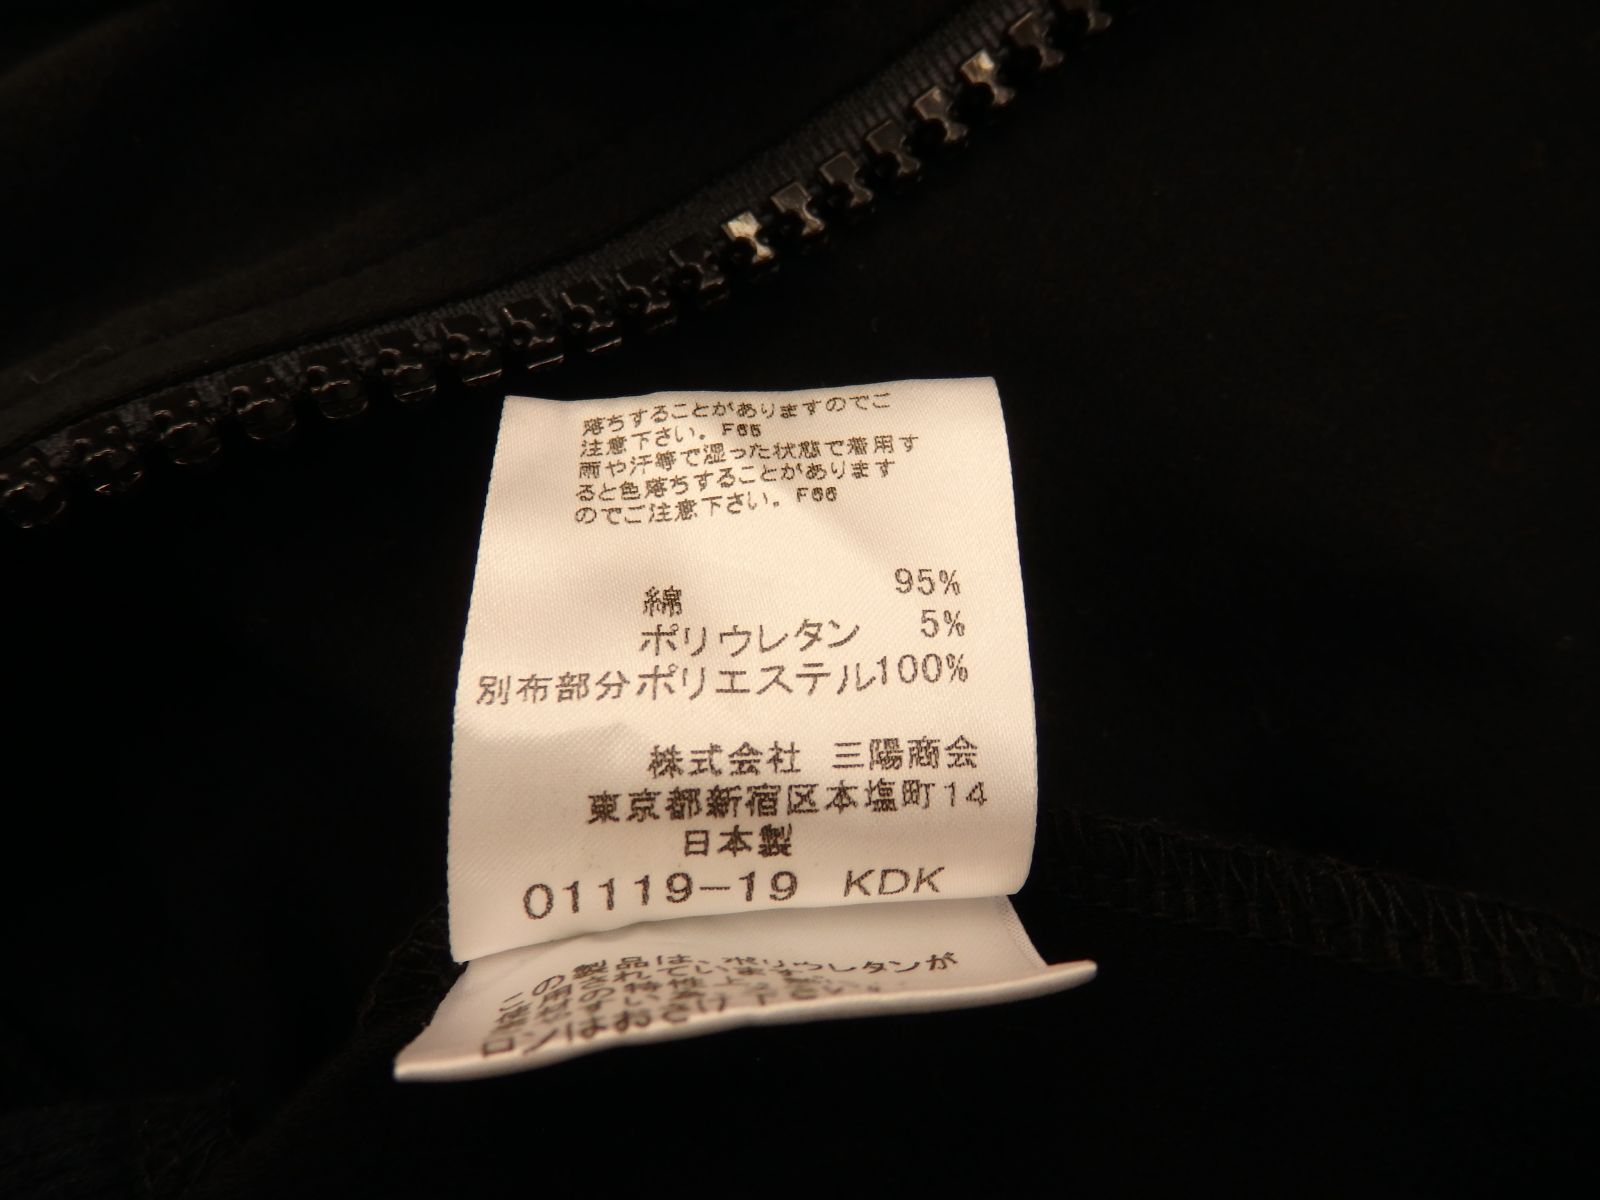 落ちすることがありますのでご
注意下さい。F65
雨や汗等で湿った状態で着用す
ると色落ちすることがあります
のでご注意下さい。F66
綿 95%
ポリウレタン 5%
別布部分ポリエステル100%
株式会社 三陽商会
東京都新宿区本塩町14
日本製
01119-19 KDK
この製品は、ポリウレタンが